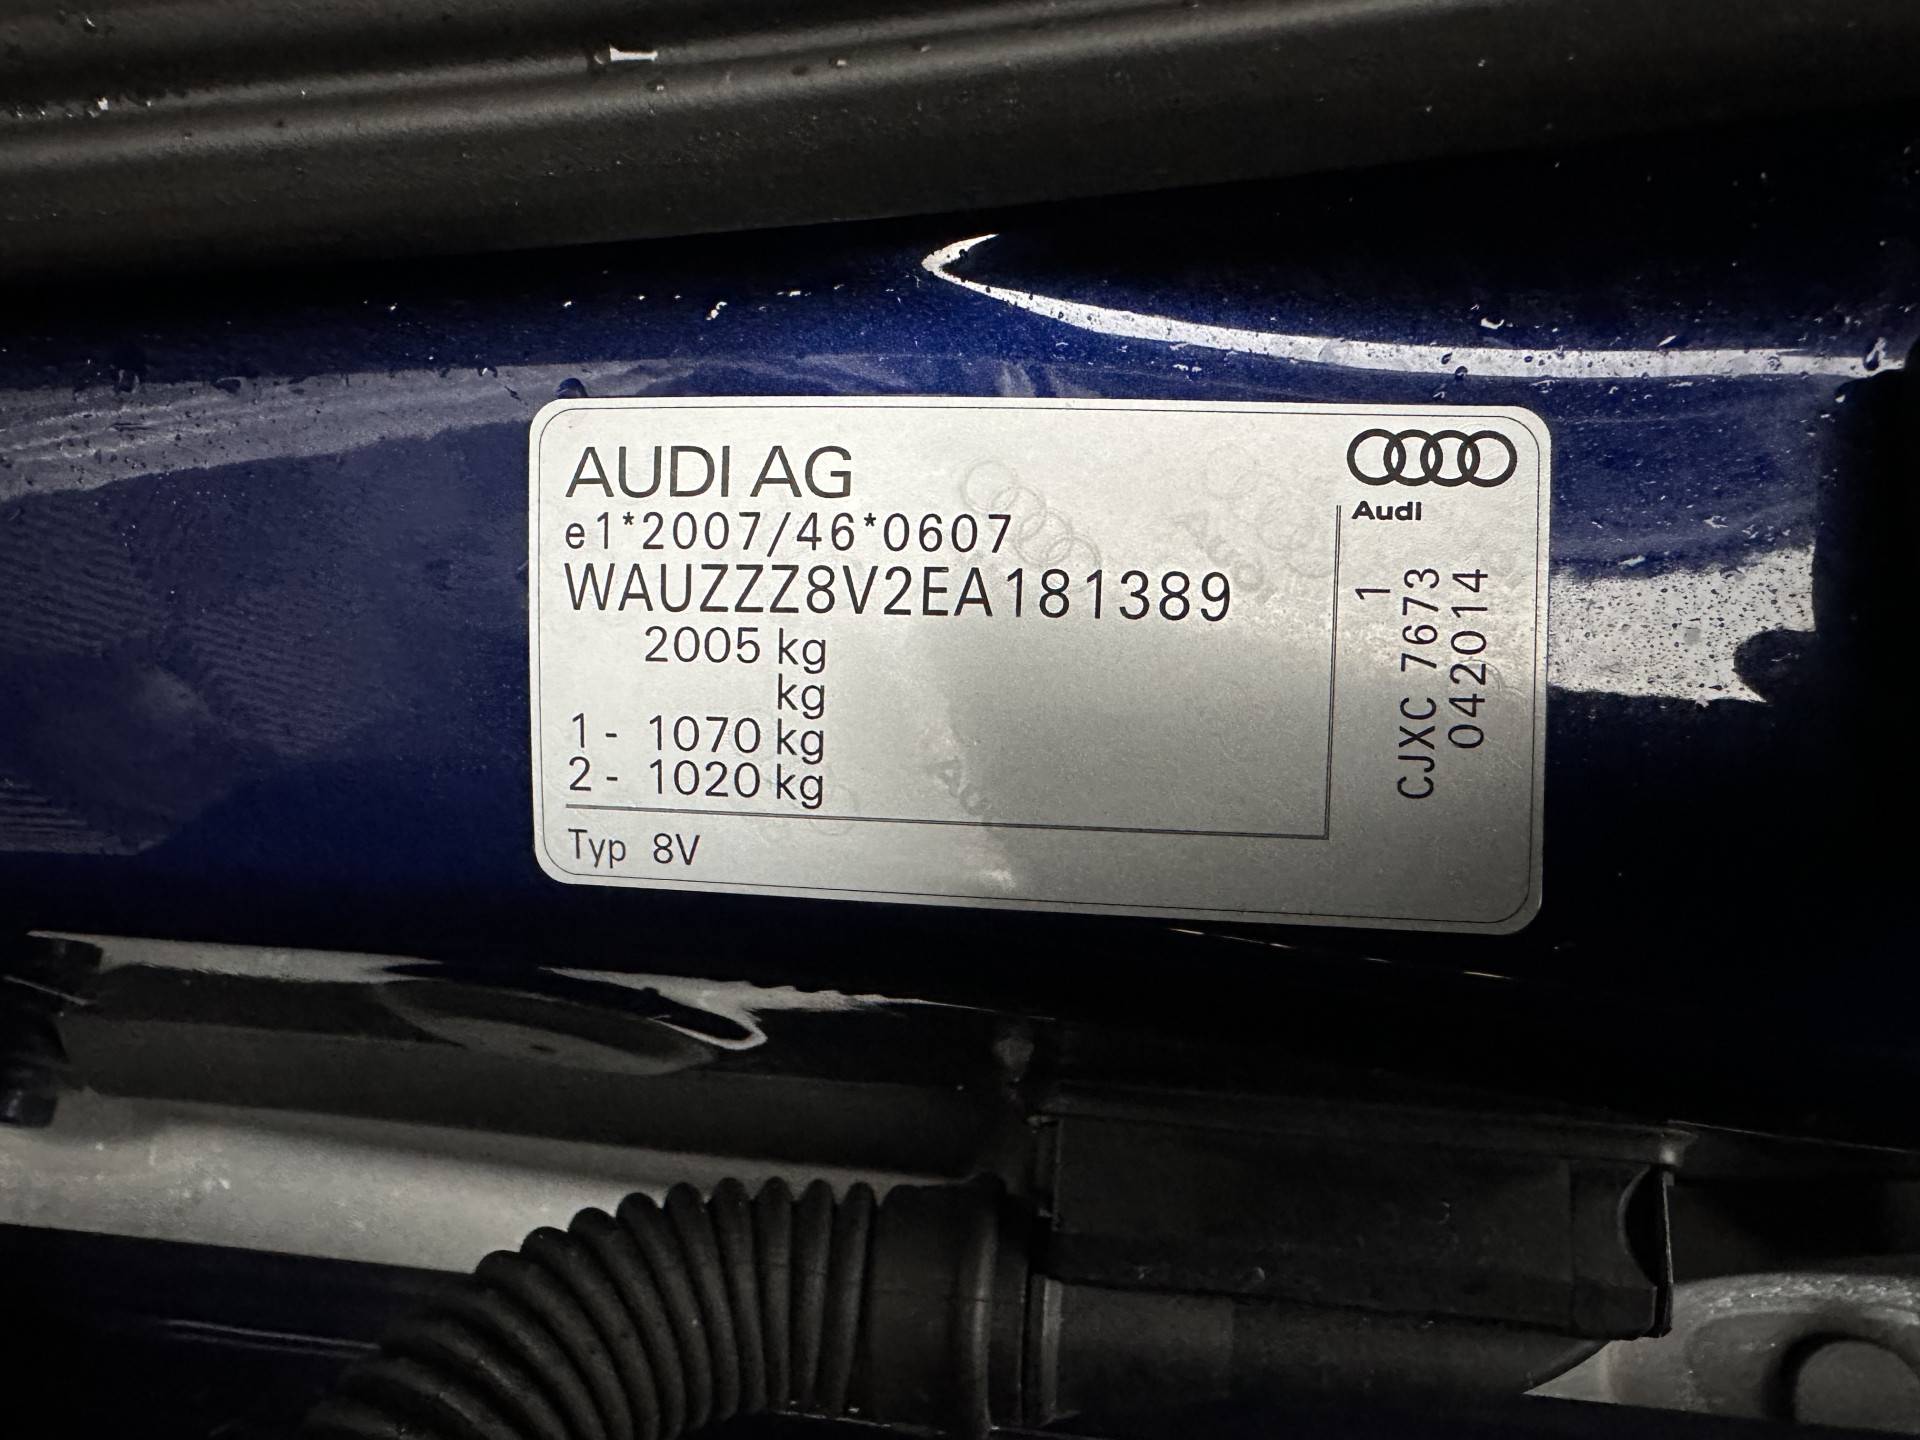 AUDI AG
e1*2007/46*0607
WAUZZZ8V2EA181389
2005 kg
kg
1- 1070 kg
2- 1020 kg
Typ 8V
Audi
1
CJXC 7673
042014